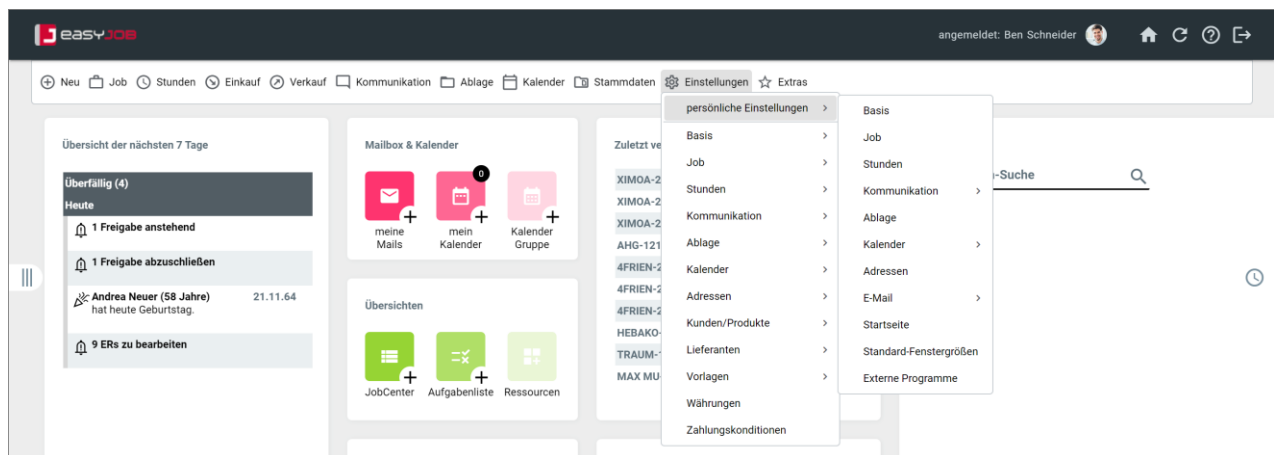 easyJOB
angemeldet: Ben Schneider
Neu Job Stunden Einkauf Verkauf Kommunikation Ablage Kalender Stammdaten Einstellungen Extras
Übersicht der nächsten 7 Tage
Überfällig (4)
Heute
1 Freigabe anstehend
1 Freigabe abzuschließen
Andrea Neuer (58 Jahre) 21.11.64
hat heute Geburtstag.
9 ERs zu bearbeiten
Mailbox & Kalender
0
meine Mails
mein Kalender
Kalender Gruppe
Übersichten
JobCenter
Aufgabenliste
Ressourcen
Zuletzt ve
XIMOA-2
XIMOA-2
XIMOA-2
AHG-121
4FRIEN-2
4FRIEN-2
4FRIEN-2
HEBAKO-
TRAUM-1
MAX MU-
persönliche Einstellungen
Basis
Job
Stunden
Kommunikation
Ablage
Kalender
Adressen
Kunden/Produkte
Lieferanten
Vorlagen
Währungen
Zahlungskonditionen
Basis
Job
Stunden
Kommunikation
Ablage
Kalender
Adressen
E-Mail
Startseite
Standard-Fenstergrößen
Externe Programme
-Suche